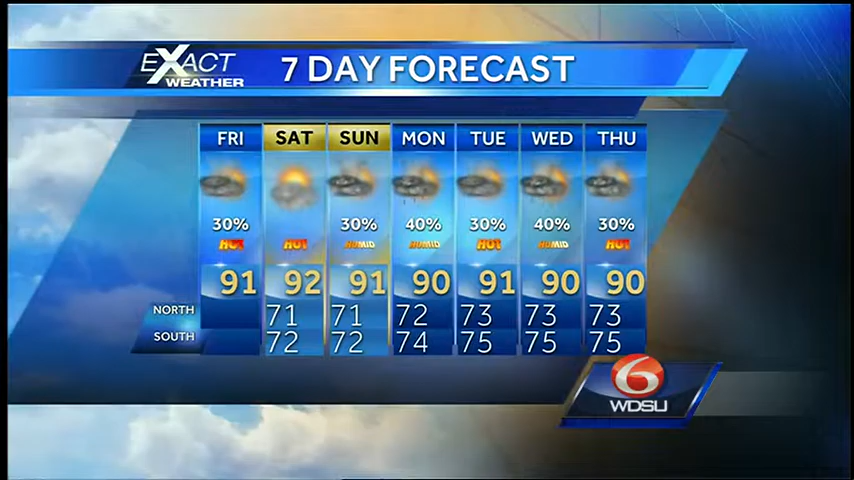 EXACT
WEATHER
7 DAY FORECAST
FRI SAT SUN MON TUE WED THU
30% 30% 40% 30% 40% 30%
HOT HOT HUMID HUMID HOT HUMID HOT
91 92 91 90 91 90 90
NORTH 71 71 72 73 73 73
SOUTH 72 72 74 75 75 75
6
WDSU